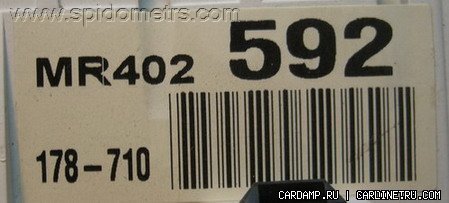 www.spidometrs.com
MR402 592
178-710
CARDAMP.RU | CARDINETRU.COM